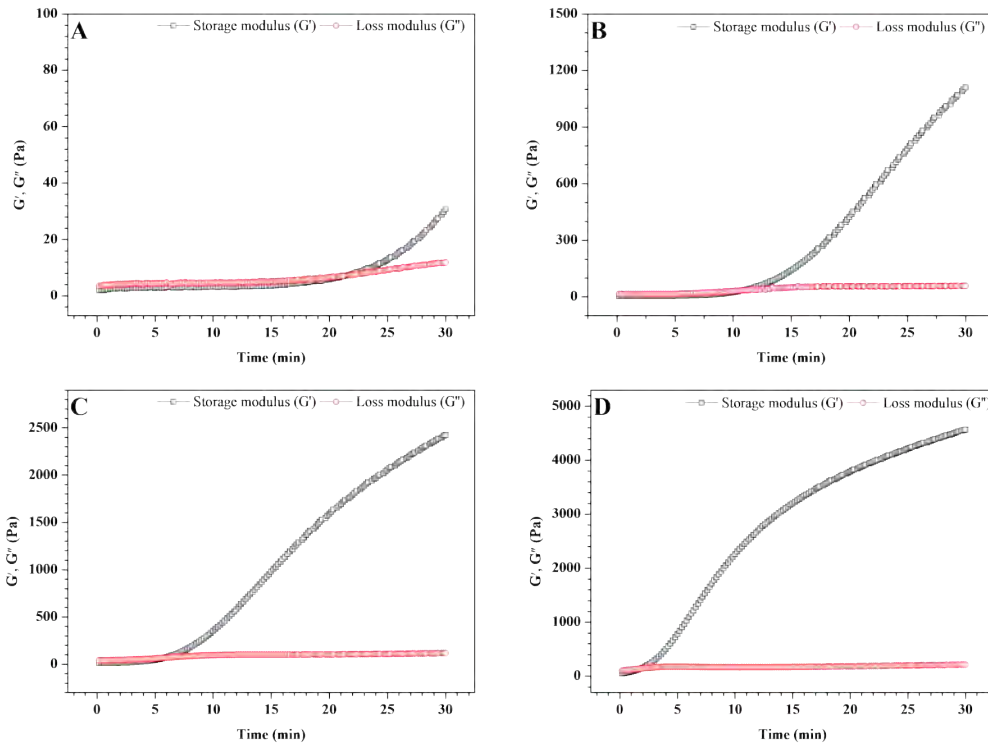 A
Storage modulus (G′) Loss modulus (G″)
100
80
60
40
20
0
G′, G″ (Pa)
0 5 10 15 20 25 30
Time (min)
B
Storage modulus (G′) Loss modulus (G″)
1500
1200
900
600
300
0
G′, G″ (Pa)
0 5 10 15 20 25 30
Time (min)
C
Storage modulus (G′) Loss modulus (G″)
2500
2000
1500
1000
500
0
G′, G″ (Pa)
0 5 10 15 20 25 30
Time (min)
D
Storage modulus (G′) Loss modulus (G″)
5000
4000
3000
2000
1000
0
G′, G″ (Pa)
0 5 10 15 20 25 30
Time (min)